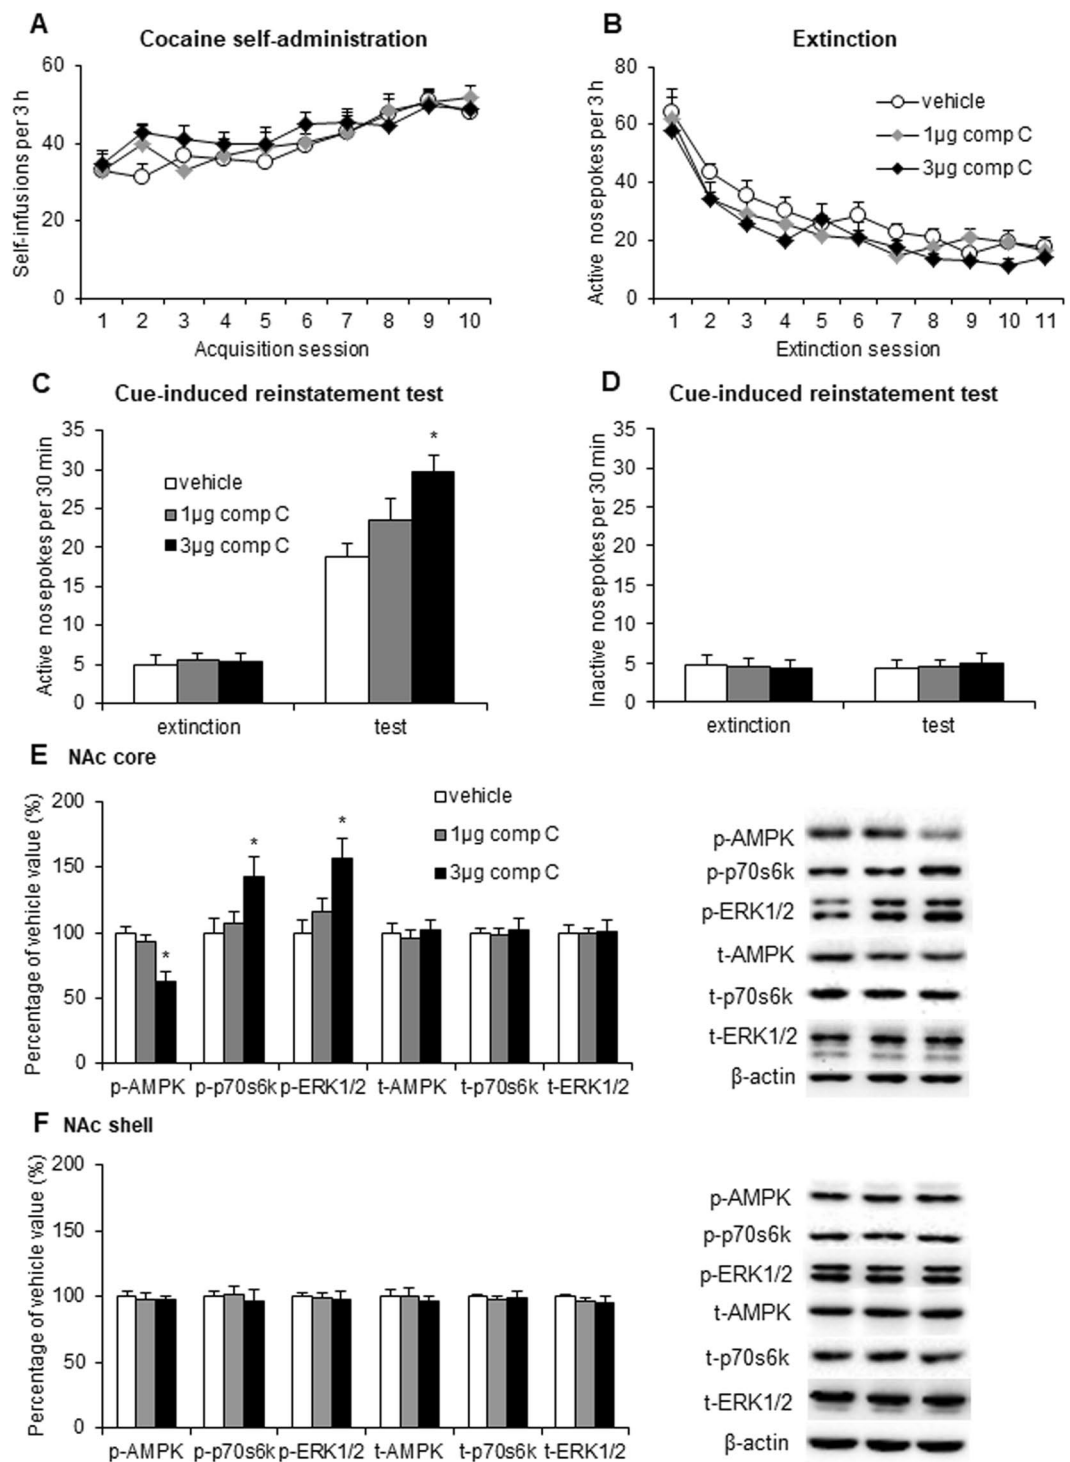 A
Cocaine self-administration
Self-infusions per 3 h
60
40
20
0
1 2 3 4 5 6 7 8 9 10
Acquisition session
B
Extinction
Active nosepokes per 3 h
80
60
40
20
0
vehicle
1µg comp C
3µg comp C
1 2 3 4 5 6 7 8 9 10 11
Extinction session
C
Cue-induced reinstatement test
Active nosepokes per 30 min
35
30
25
20
15
10
5
0
vehicle
1µg comp C
3µg comp C
*
extinction test
D
Cue-induced reinstatement test
Inactive nosepokes per 30 min
35
30
25
20
15
10
5
0
extinction test
E NAc core
Percentage of vehicle value (%)
200
150
100
50
0
vehicle
1µg comp C
3µg comp C
* * *
p-AMPK p-p70s6k p-ERK1/2 t-AMPK t-p70s6k t-ERK1/2
p-AMPK
p-p70s6k
p-ERK1/2
t-AMPK
t-p70s6k
t-ERK1/2
β-actin
F NAc shell
Percentage of vehicle value (%)
200
150
100
50
0
p-AMPK p-p70s6k p-ERK1/2 t-AMPK t-p70s6k t-ERK1/2
p-AMPK
p-p70s6k
p-ERK1/2
t-AMPK
t-p70s6k
t-ERK1/2
β-actin